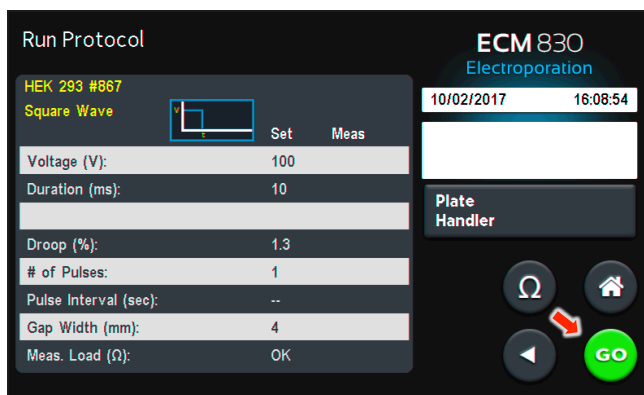 Run Protocol
HEK 293 #867
Square Wave
V
t
Set Meas
Voltage (V): 100
Duration (ms): 10
Droop (%): 1.3
# of Pulses: 1
Pulse Interval (sec): --
Gap Width (mm): 4
Meas. Load (Ω): OK
ECM 830
Electroporation
10/02/2017 16:08:54
Plate
Handler
Ω
GO